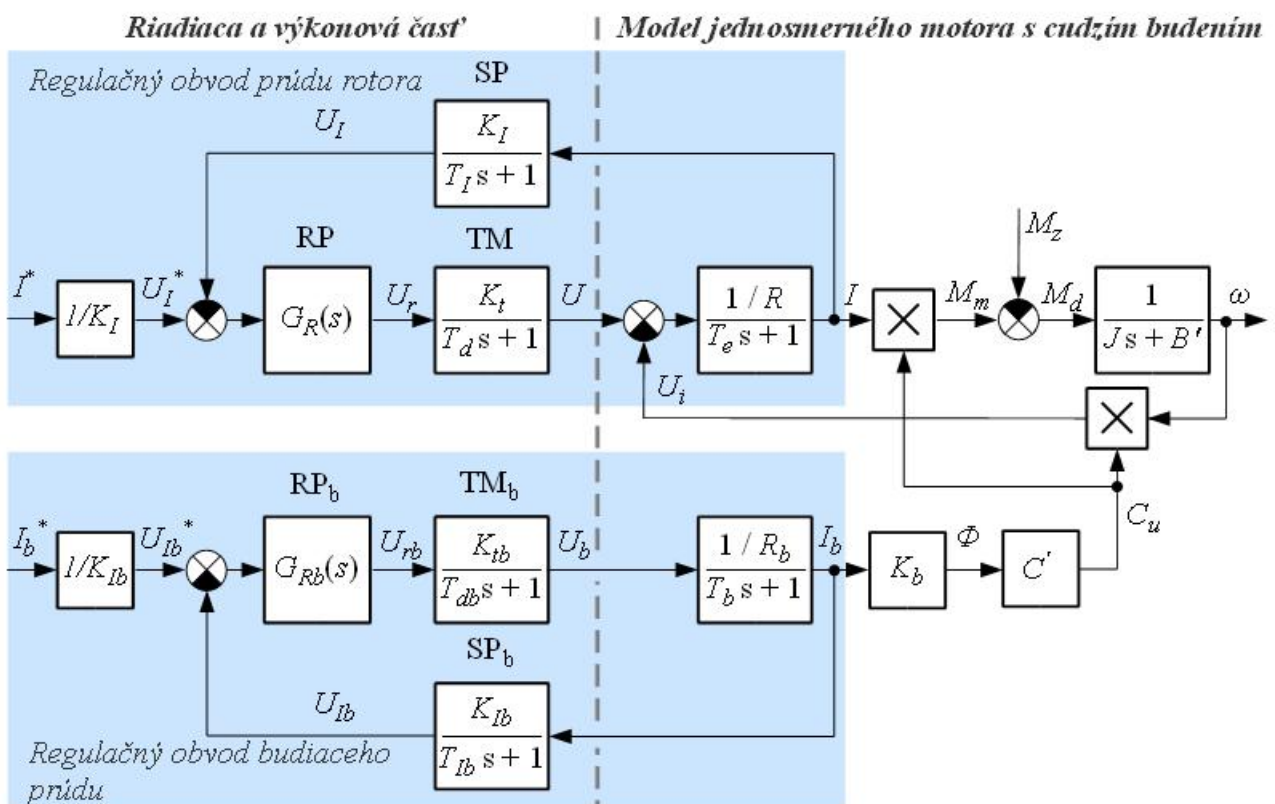 Riadiaca a výkonová časť
Model jednosmerného motora s cudzím budením
Regulačný obvod prúdu rotora
SP
U_I
K_I
T_I s + 1
RP
TM
M_z
I*
1/K_I
U_I*
G_R(s)
U_r
K_t
T_d s + 1
U
1 / R
T_e s + 1
I
×
M_m
M_d
1
J s + B'
ω
U_i
×
RP_b
TM_b
C_u
I_b*
1/K_Ib
U_Ib*
G_Rb(s)
U_rb
K_tb
T_db s + 1
U_b
1 / R_b
T_b s + 1
I_b
K_b
Φ
C'
SP_b
U_Ib
K_Ib
T_Ib s + 1
Regulačný obvod budiaceho
prúdu